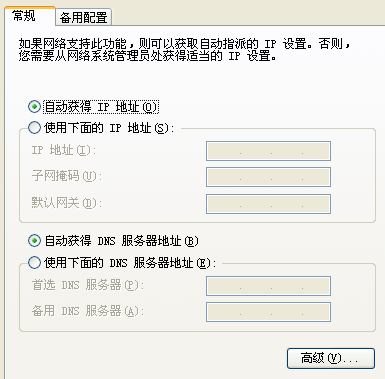 常规
备用配置
如果网络支持此功能，则可以获取自动指派的 IP 设置。否则，
您需要从网络系统管理员处获得适当的 IP 设置。
自动获得 IP 地址(O)
使用下面的 IP 地址(S):
IP 地址(I):
子网掩码(U):
默认网关(D):
自动获得 DNS 服务器地址(B)
使用下面的 DNS 服务器地址(E):
首选 DNS 服务器(P):
备用 DNS 服务器(A):
高级(V)...